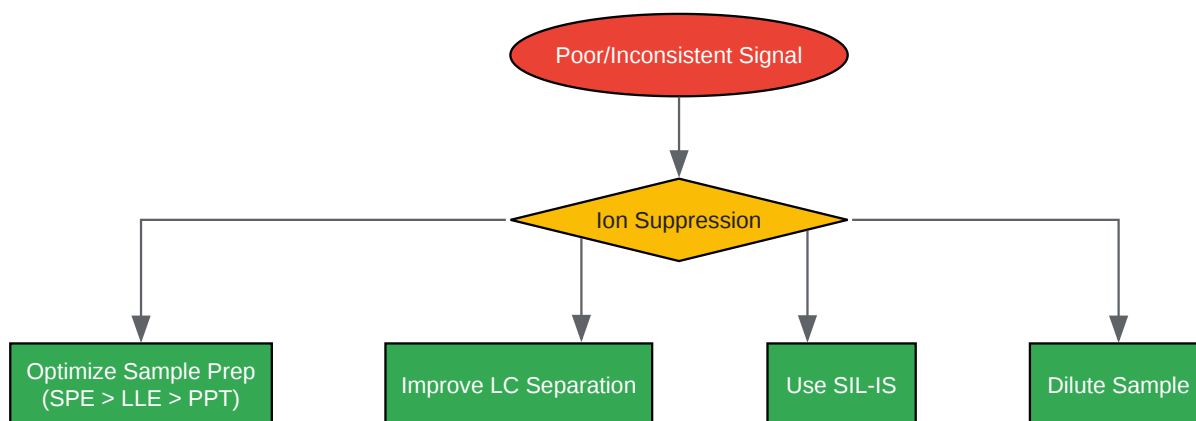 Poor/Inconsistent Signal
Ion Suppression
Optimize Sample Prep
(SPE > LLE > PPT)
Improve LC Separation
Use SIL-IS
Dilute Sample